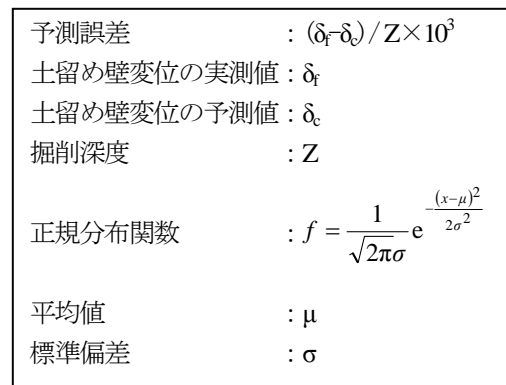 予測誤差 : (δf-δc) / Z×10³
土留め壁変位の実測値 : δf
土留め壁変位の予測値 : δc
掘削深度 : Z
正規分布関数 : f = 1/(√(2π)σ) e^(-(x-μ)²/(2σ²))
平均値 : μ
標準偏差 : σ